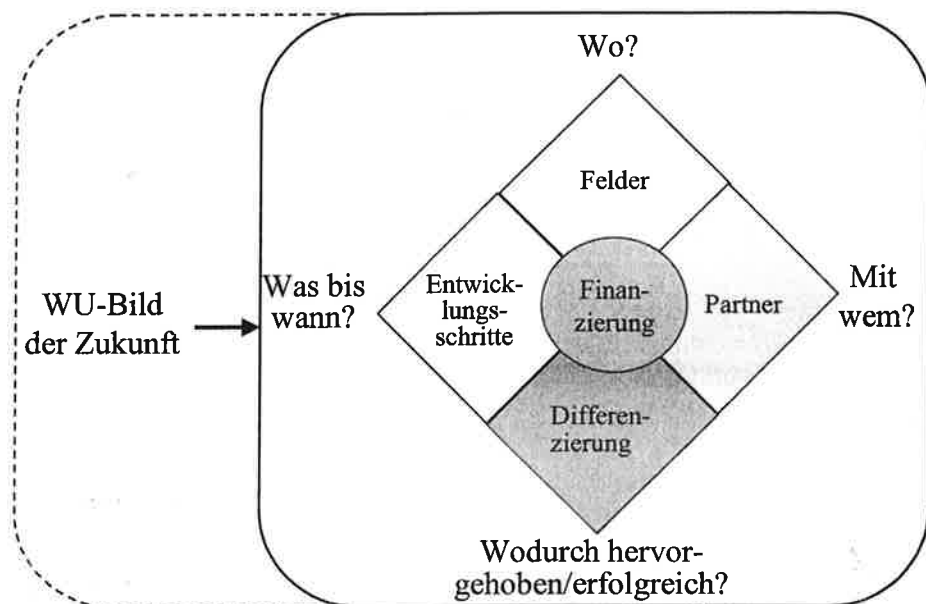 Wo?
Felder
WU-Bild
der Zukunft
Was bis
wann?
Entwick-
lungs-
schritte
Finan-
zierung
Partner
Mit
wem?
Differen-
zierung
Wodurch hervor-
gehoben/erfolgreich?